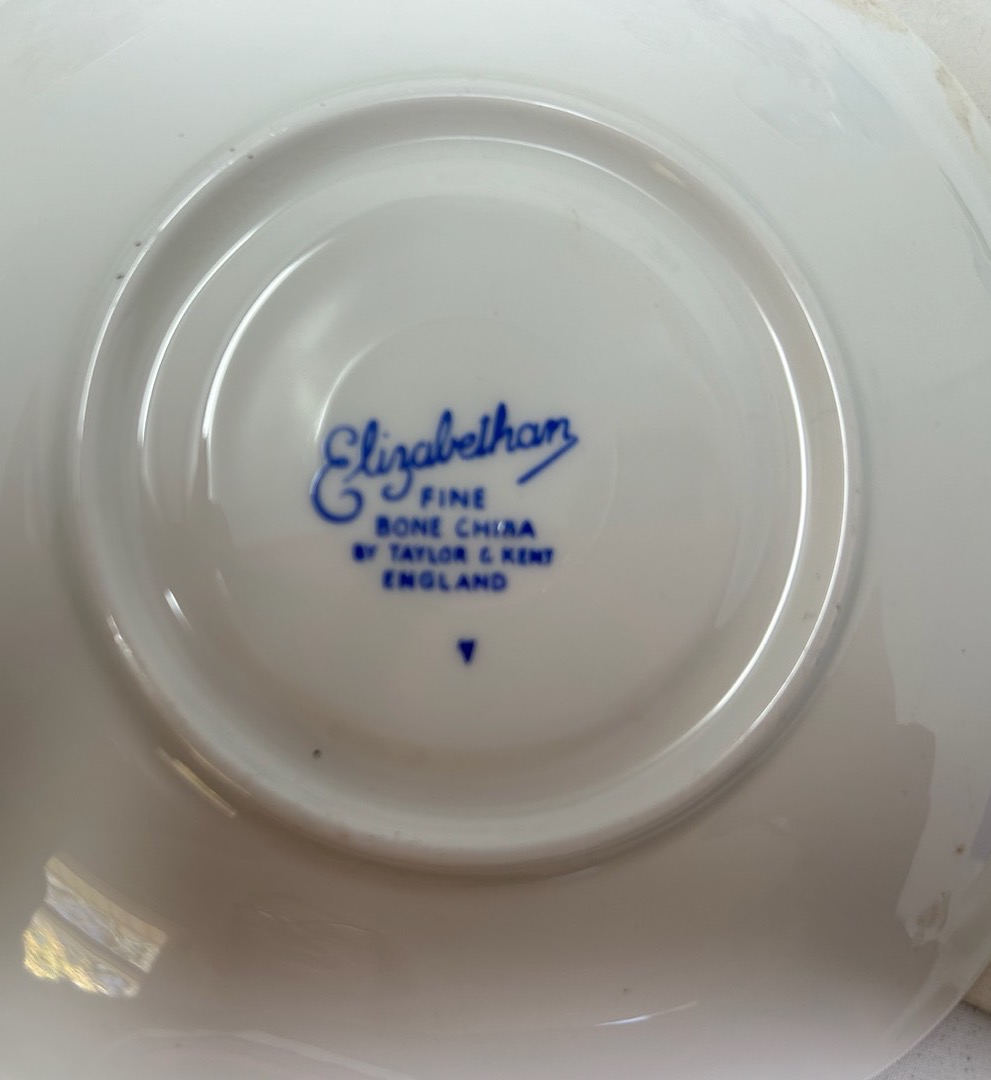 Elizabethan
FINE
BONE CHINA
BY TAYLOR & KENT
ENGLAND